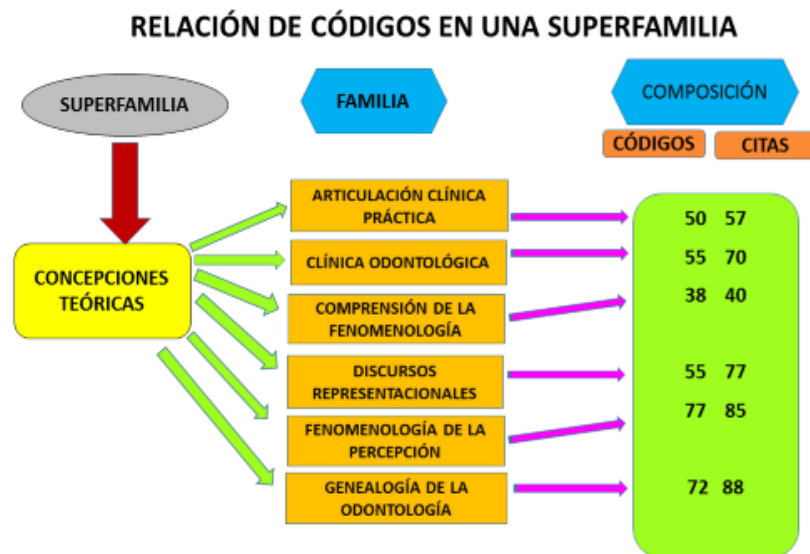 RELACIÓN DE CÓDIGOS EN UNA SUPERFAMILIA
SUPERFAMILIA
FAMILIA
COMPOSICIÓN
CÓDIGOS
CITAS
CONCEPCIONES
TEÓRICAS
ARTICULACIÓN CLÍNICA
PRÁCTICA
50 57
CLÍNICA ODONTOLÓGICA
55 70
COMPRENSIÓN DE LA
FENOMENOLOGÍA
38 40
DISCURSOS
REPRESENTACIONALES
55 77
FENOMENOLOGÍA DE LA
PERCEPCIÓN
77 85
GENEALOGÍA DE LA
ODONTOLOGÍA
72 88